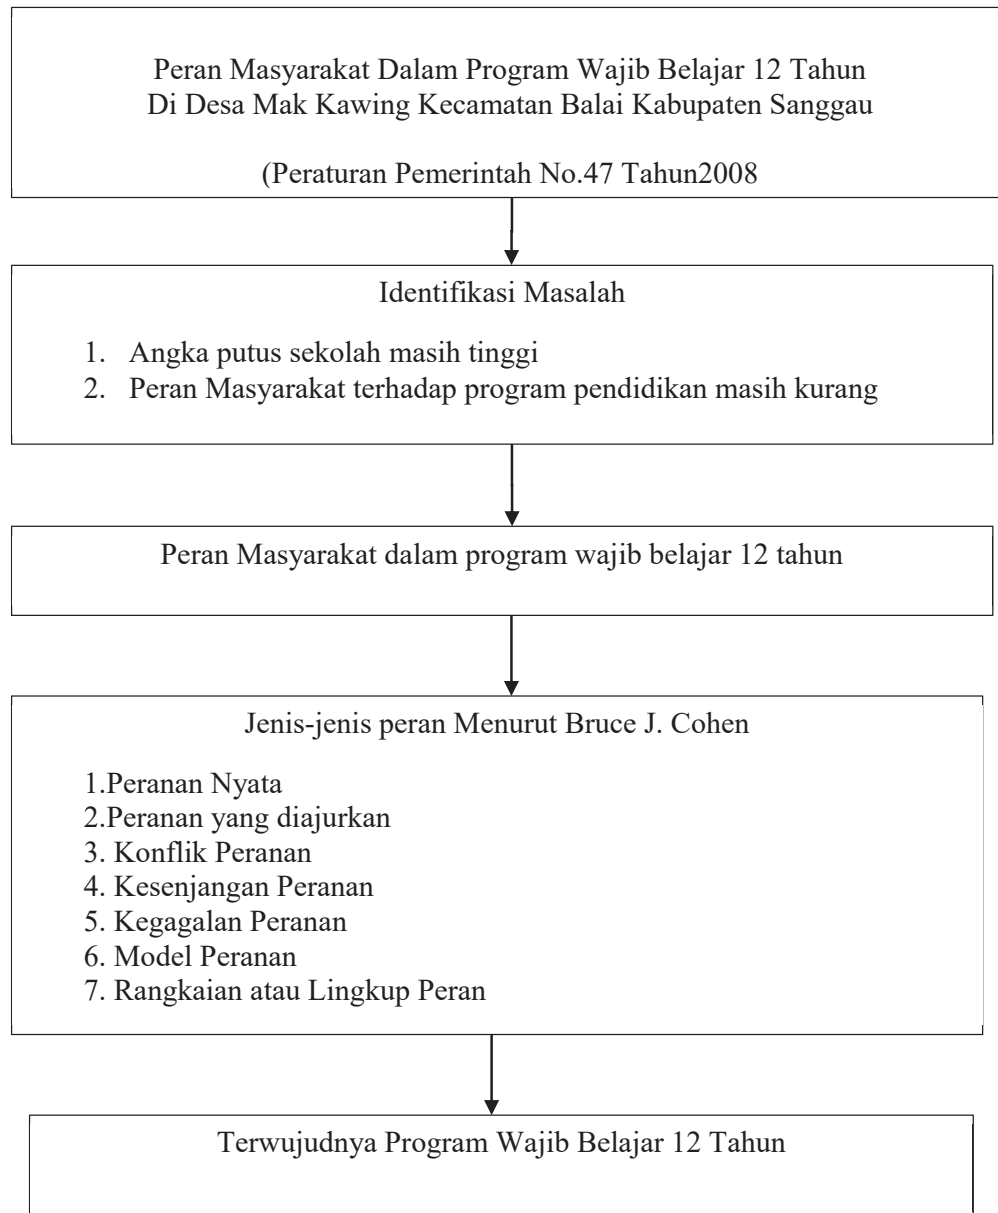 Peran Masyarakat Dalam Program Wajib Belajar 12 Tahun
Di Desa Mak Kawing Kecamatan Balai Kabupaten Sanggau
(Peraturan Pemerintah No.47 Tahun2008
Identifikasi Masalah
1. Angka putus sekolah masih tinggi
2. Peran Masyarakat terhadap program pendidikan masih kurang
Peran Masyarakat dalam program wajib belajar 12 tahun
Jenis-jenis peran Menurut Bruce J. Cohen
1.Peranan Nyata
2.Peranan yang diajurkan
3. Konflik Peranan
4. Kesenjangan Peranan
5. Kegagalan Peranan
6. Model Peranan
7. Rangkaian atau Lingkup Peran
Terwujudnya Program Wajib Belajar 12 Tahun